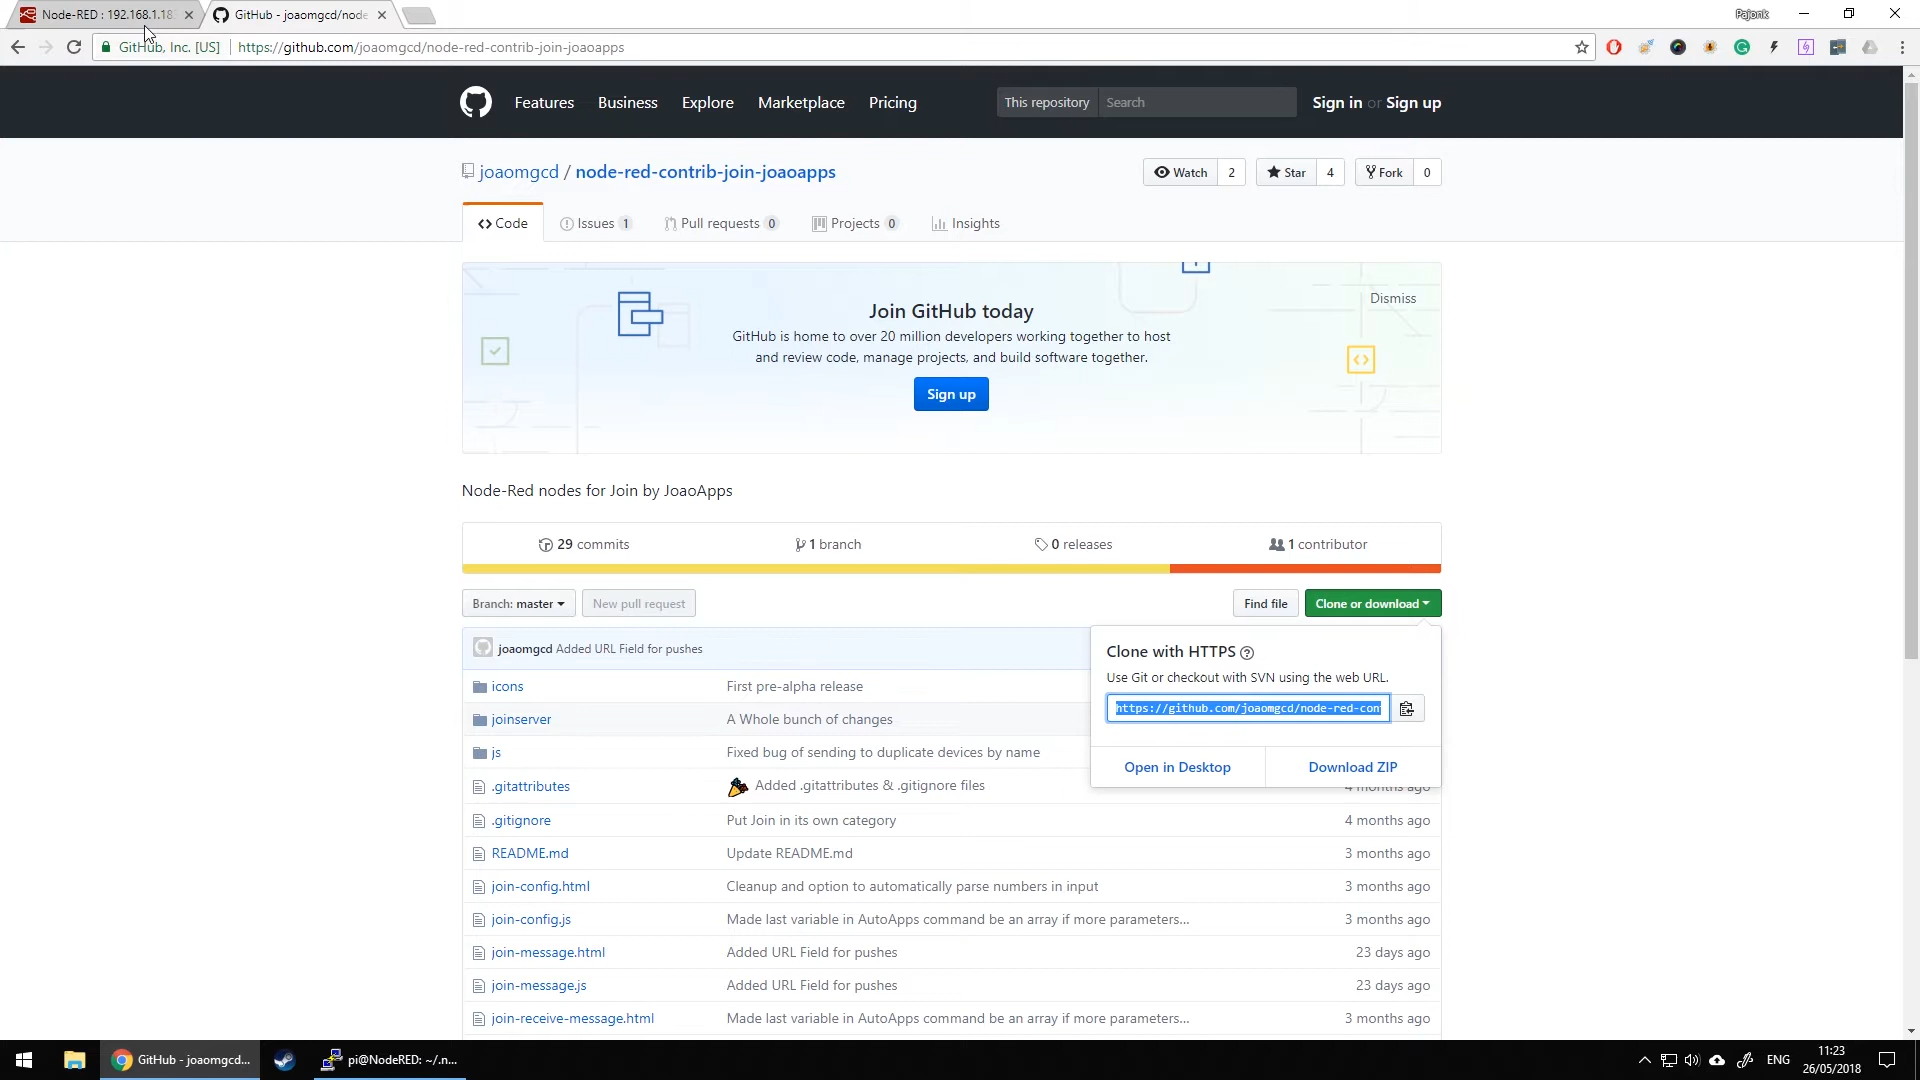 Node-RED : 192.168.1.18
GitHub - joaomgcd/node
Pajonk
GitHub, Inc. [US]
https://github.com/joaomgcd/node-red-contrib-join-joaoapps
Features
Business
Explore
Marketplace
Pricing
This repository
Search
Sign in or Sign up
joaomgcd / node-red-contrib-join-joaoapps
Watch 2
Star 4
Fork 0
Code
Issues 1
Pull requests 0
Projects 0
Insights
Join GitHub today
Dismiss
GitHub is home to over 20 million developers working together to host
and review code, manage projects, and build software together.
Sign up
Node-Red nodes for Join by JoaoApps
29 commits
1 branch
0 releases
1 contributor
Branch: master
New pull request
Find file
Clone or download
joaomgcd Added URL Field for pushes
Clone with HTTPS
Use Git or checkout with SVN using the web URL.
https://github.com/joaomgcd/node-red-con
Open in Desktop
Download ZIP
icons First pre-alpha release
joinserver A Whole bunch of changes
js Fixed bug of sending to duplicate devices by name
.gitattributes Added .gitattributes & .gitignore files 4 months ago
.gitignore Put Join in its own category 4 months ago
README.md Update README.md 3 months ago
join-config.html Cleanup and option to automatically parse numbers in input 3 months ago
join-config.js Made last variable in AutoApps command be an array if more parameters... 3 months ago
join-message.html Added URL Field for pushes 23 days ago
join-message.js Added URL Field for pushes 23 days ago
join-receive-message.html Made last variable in AutoApps command be an array if more parameters... 3 months ago
GitHub - joaomgcd...
pi@NodeRED: ~/.n...
ENG
11:23
26/05/2018